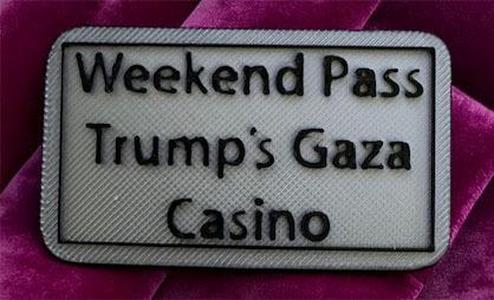 Weekend Pass
Trump's Gaza
Casino